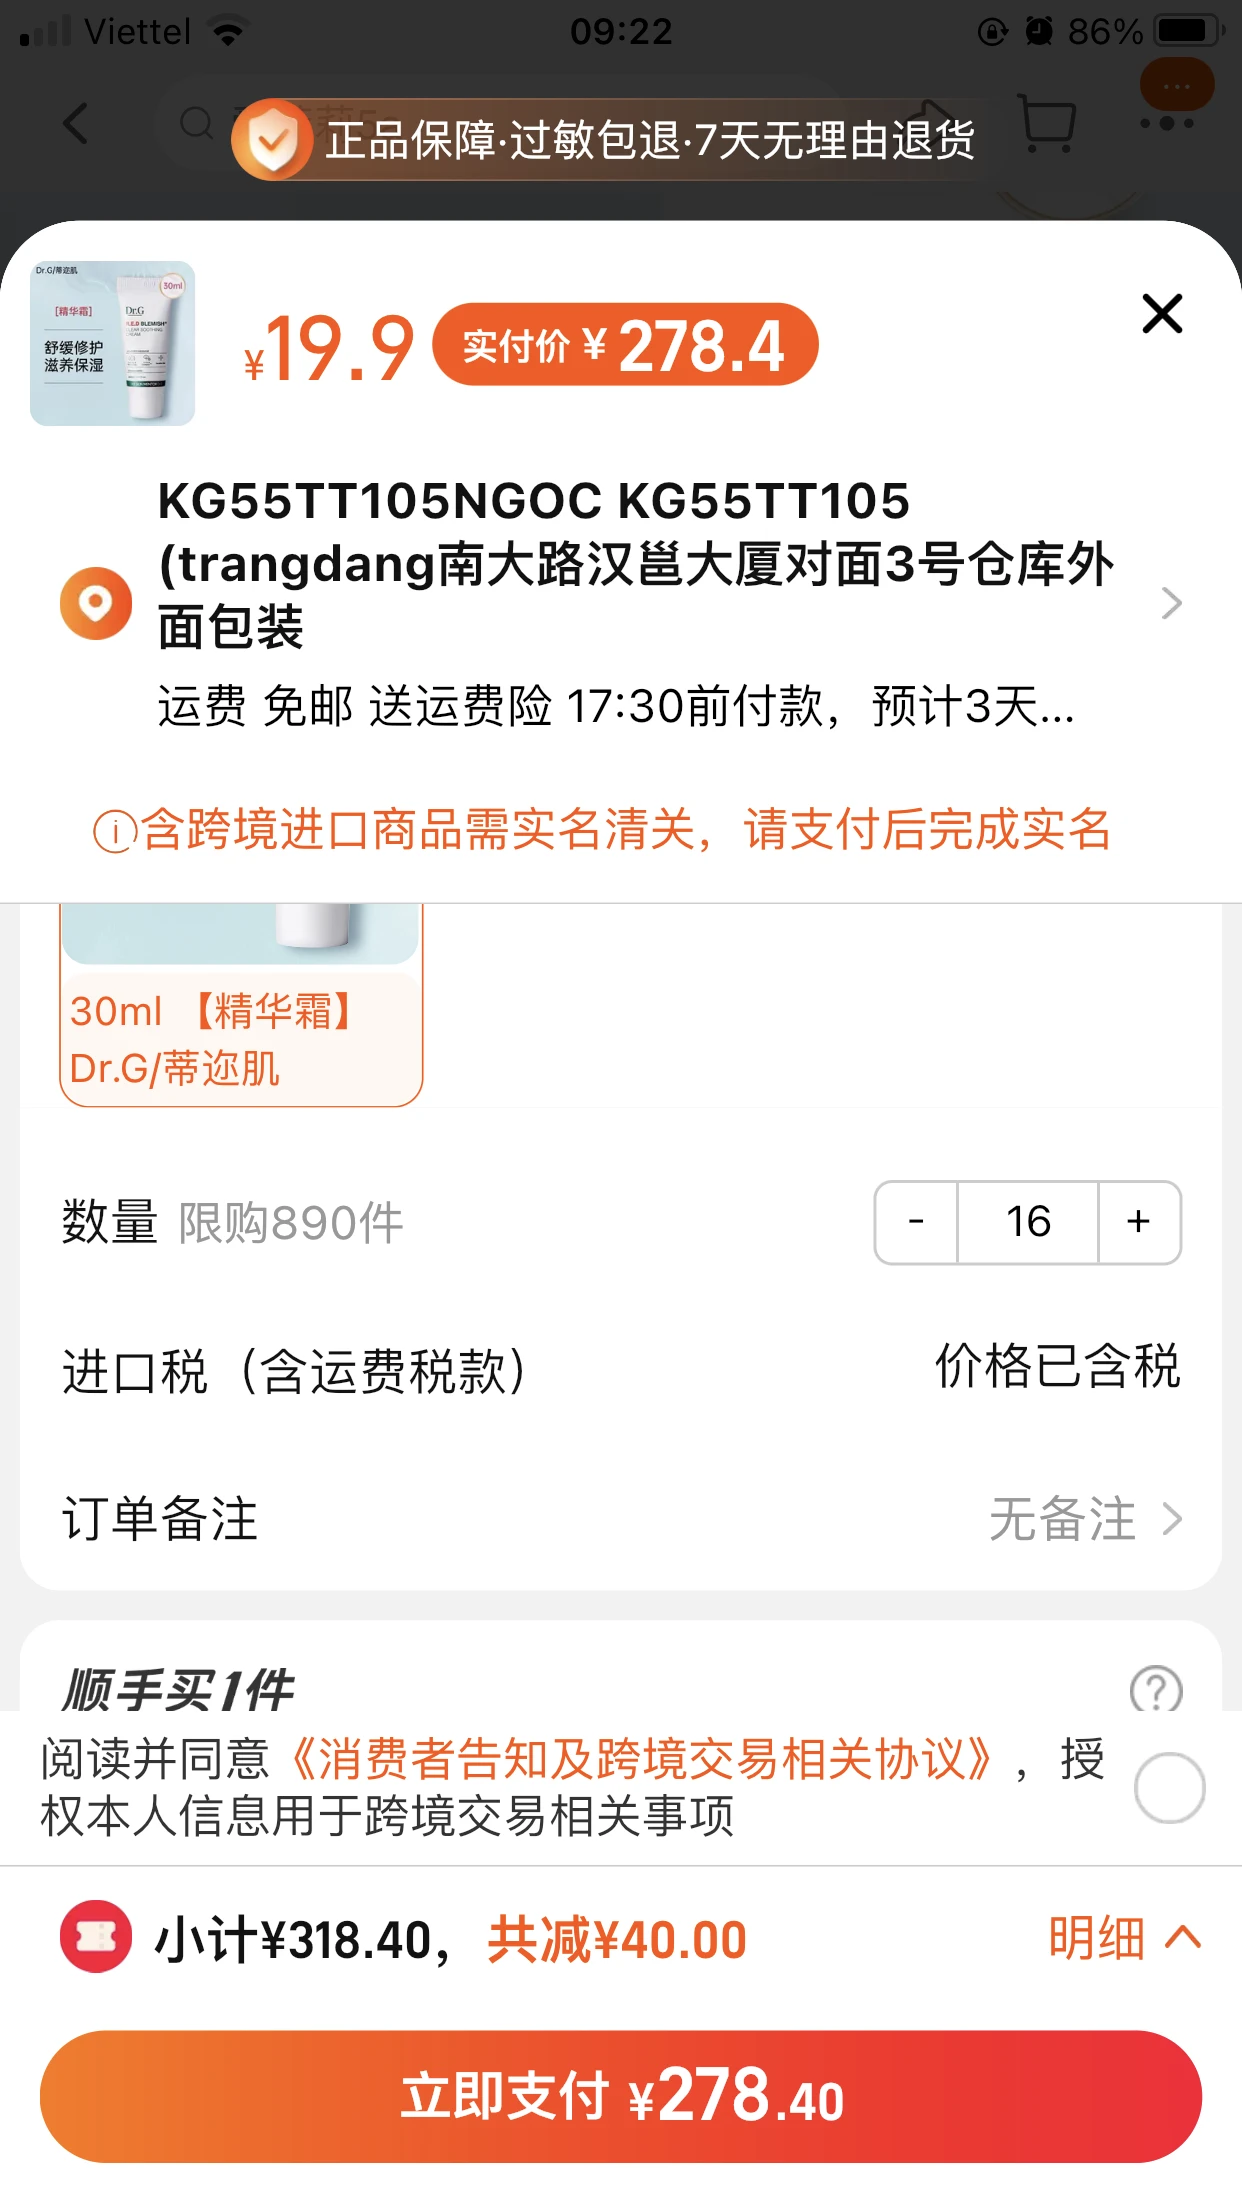 Viettel
09:22
86%
正品保障·过敏包退·7天无理由退货
Dr.G/蒂迩肌
30ml
[精华霜]
舒缓修护
滋养保湿
Dr.G
¥19.9
实付价 ¥ 278.4
KG55TT105NGOC KG55TT105
(trangdang南大路汉邕大厦对面3号仓库外
面包装
运费 免邮 送运费险 17:30前付款，预计3天...
含跨境进口商品需实名清关，请支付后完成实名
30ml 【精华霜】
Dr.G/蒂迩肌
数量 限购890件
- 16 +
进口税（含运费税款）
价格已含税
订单备注
无备注
顺手买1件
阅读并同意《消费者告知及跨境交易相关协议》，授
权本人信息用于跨境交易相关事项
小计¥318.40，共减¥40.00
明细
立即支付 ¥278.40